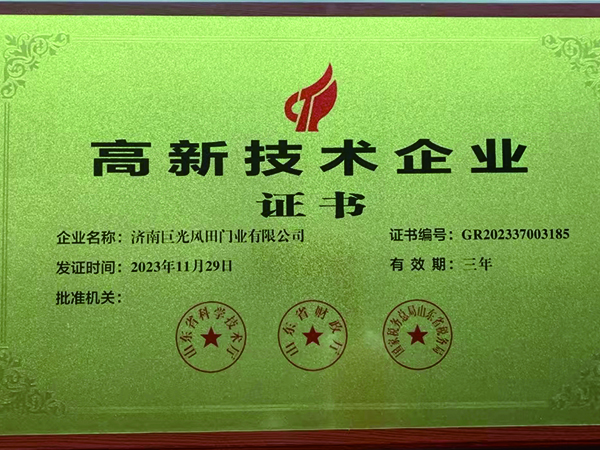 高新技术企业
证书
企业名称：济南巨光风田门业有限公司
证书编号：GR202337003185
发证时间：2023年11月29日
有效期：三年
批准机关：
山东省科学技术厅
山东省财政厅
国家税务总局山东省税务局